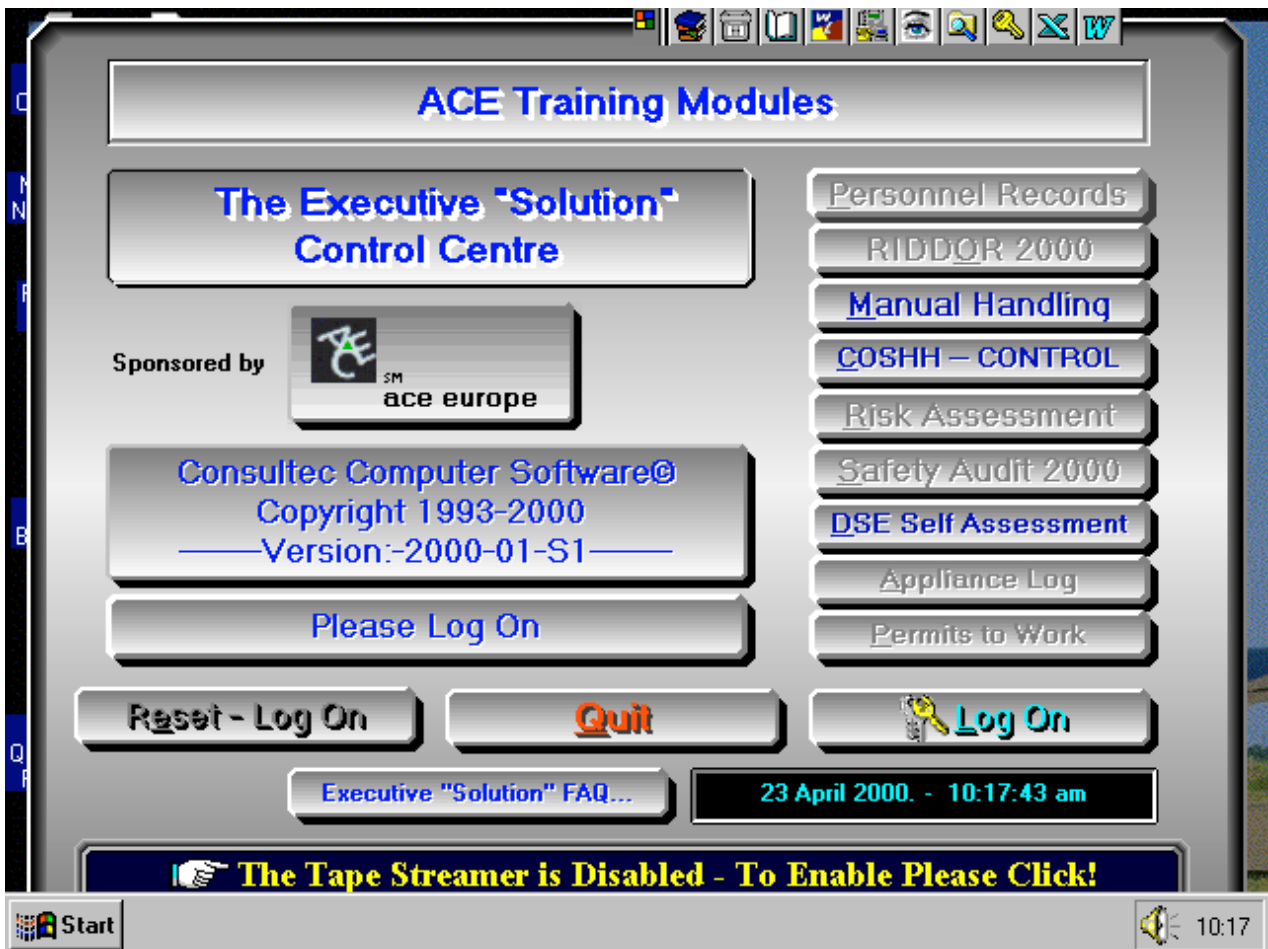 ACE Training Modules
The Executive "Solution"
Control Centre
Sponsored by
SM
ace europe
Consultec Computer Software©
Copyright 1993-2000
Version:-2000-01-S1
Please Log On
Personnel Records
RIDDOR 2000
Manual Handling
COSHH – CONTROL
Risk Assessment
Safety Audit 2000
DSE Self Assessment
Appliance Log
Permits to Work
Reset - Log On
Quit
Log On
Executive "Solution" FAQ...
23 April 2000. - 10:17:43 am
The Tape Streamer is Disabled - To Enable Please Click!
Start
10:17